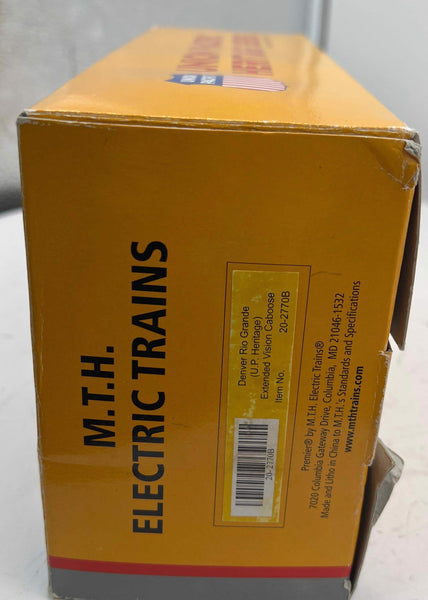 M.T.H.
ELECTRIC TRAINS
Denver Rio Grande
(U.P. Heritage)
Extended Vision Caboose
Item No. 20-2770B
20-2770B
Premier® by M.T.H. Electric Trains®
7020 Columbia Gateway Drive, Columbia, MD 21046-1532
Made and Litho in China to M.T.H.'s Standards and Specifications
www.mthtrains.com